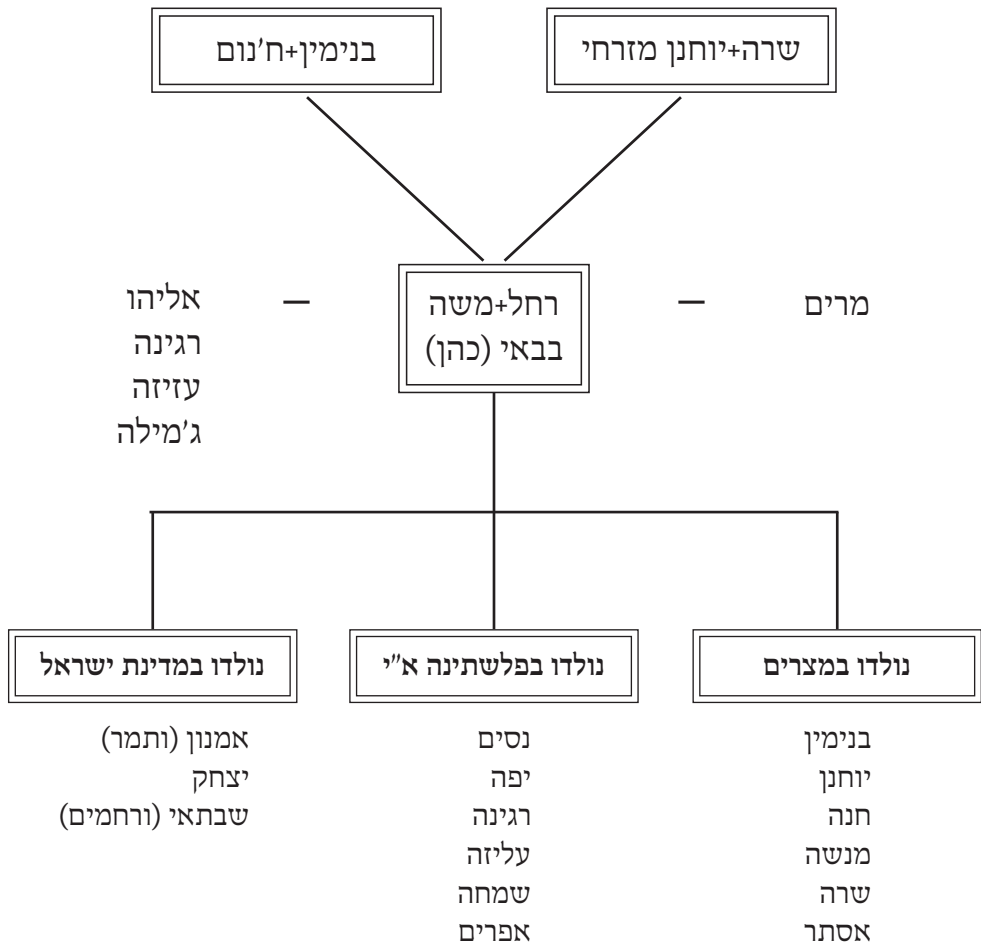 שרה+יוחנן מזרחי
בנימין+ח'נום
מרים
—
רחל+משה
בבאי (כהן)
—
אליהו
רגינה
עזיזה
ג'מילה
נולדו במצרים
בנימין
יוחנן
חנה
מנשה
שרה
אסתר
נולדו בפלשתינה א"י
נסים
יפה
רגינה
עליזה
שמחה
אפרים
נולדו במדינת ישראל
אמנון (ותמר)
יצחק
שבתאי (ורחמים)